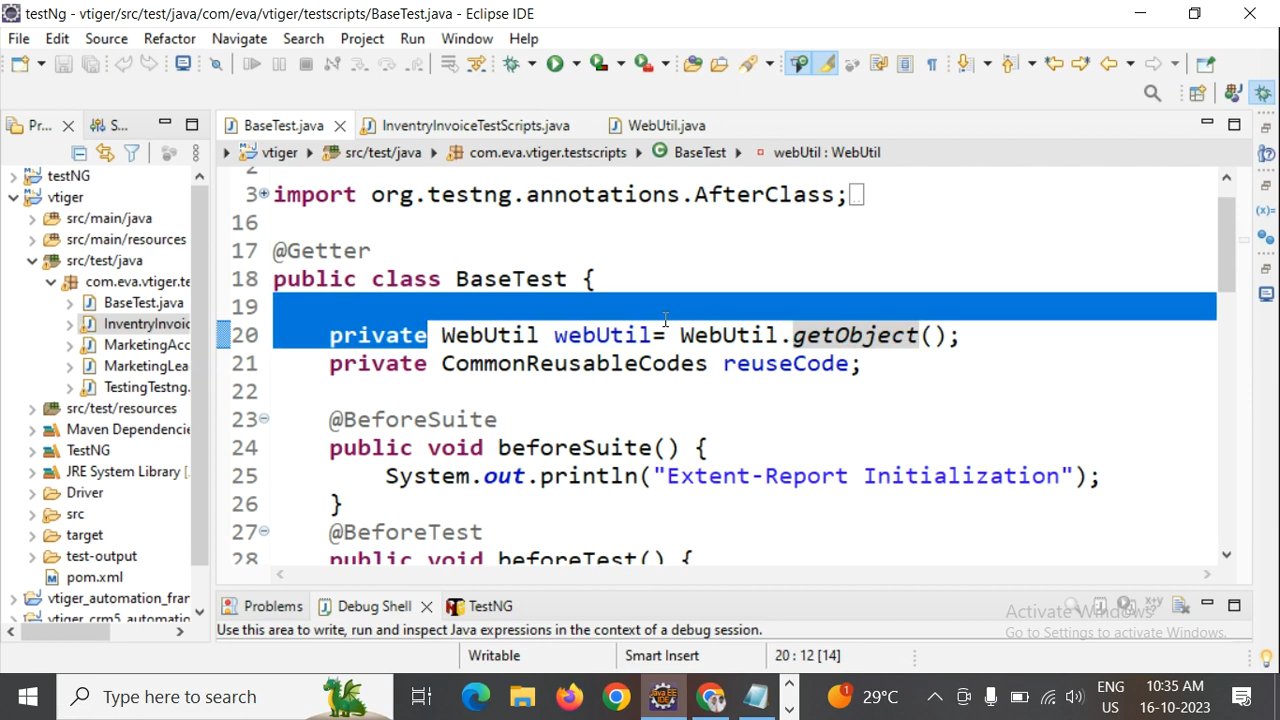 testNg - vtiger/src/test/java/com/eva/vtiger/testscripts/BaseTest.java - Eclipse IDE
File Edit Source Refactor Navigate Search Project Run Window Help
Pr... S...
BaseTest.java InventryInvoiceTestScripts.java WebUtil.java
vtiger src/test/java com.eva.vtiger.testscripts BaseTest webUtil : WebUtil
testNG
vtiger
src/main/java
src/main/resources
src/test/java
com.eva.vtiger.te
BaseTest.java
InventryInvoic
MarketingAcc
MarketingLea
TestingTestng.
src/test/resources
Maven Dependencie
TestNG
JRE System Library [
Driver
src
target
test-output
pom.xml
vtiger_automation_fran
vtiger_crm5_automatio
2
3 import org.testng.annotations.AfterClass;
16
17 @Getter
18 public class BaseTest {
19
20 private WebUtil webUtil= WebUtil.getObject();
21 private CommonReusableCodes reuseCode;
22
23 @BeforeSuite
24 public void beforeSuite() {
25 System.out.println("Extent-Report Initialization");
26 }
27 @BeforeTest
28 public void beforeTest() {
Problems Debug Shell TestNG
Use this area to write, run and inspect Java expressions in the context of a debug session.
Activate Windows
Go to Settings to activate Windows.
Writable Smart Insert 20 : 12 [14]
Type here to search
1 29°C
ENG
US
10:35 AM
16-10-2023